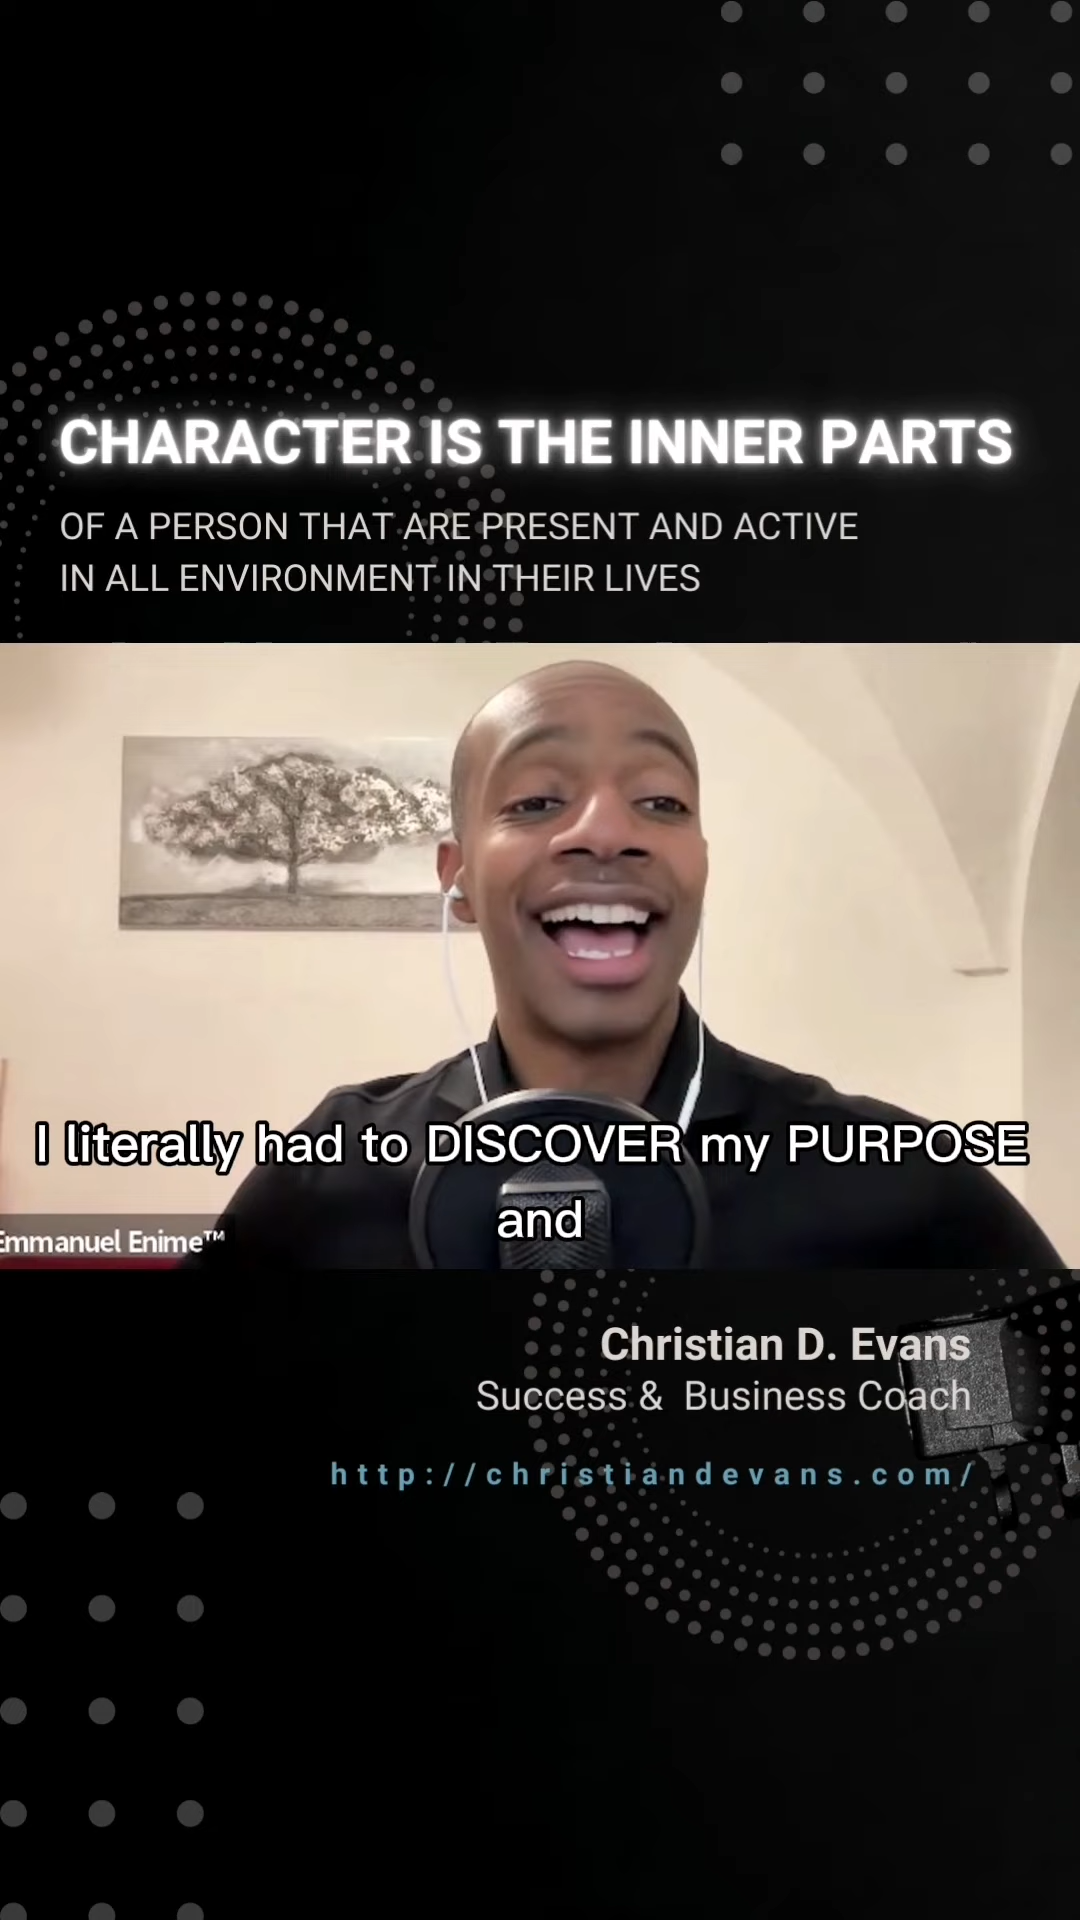 CHARACTER IS THE INNER PARTS
OF A PERSON THAT ARE PRESENT AND ACTIVE
IN ALL ENVIRONMENT IN THEIR LIVES
I literally had to DISCOVER my PURPOSE
and
Emmanuel Enime™
Christian D. Evans
Success & Business Coach
http://christiandevans.com/